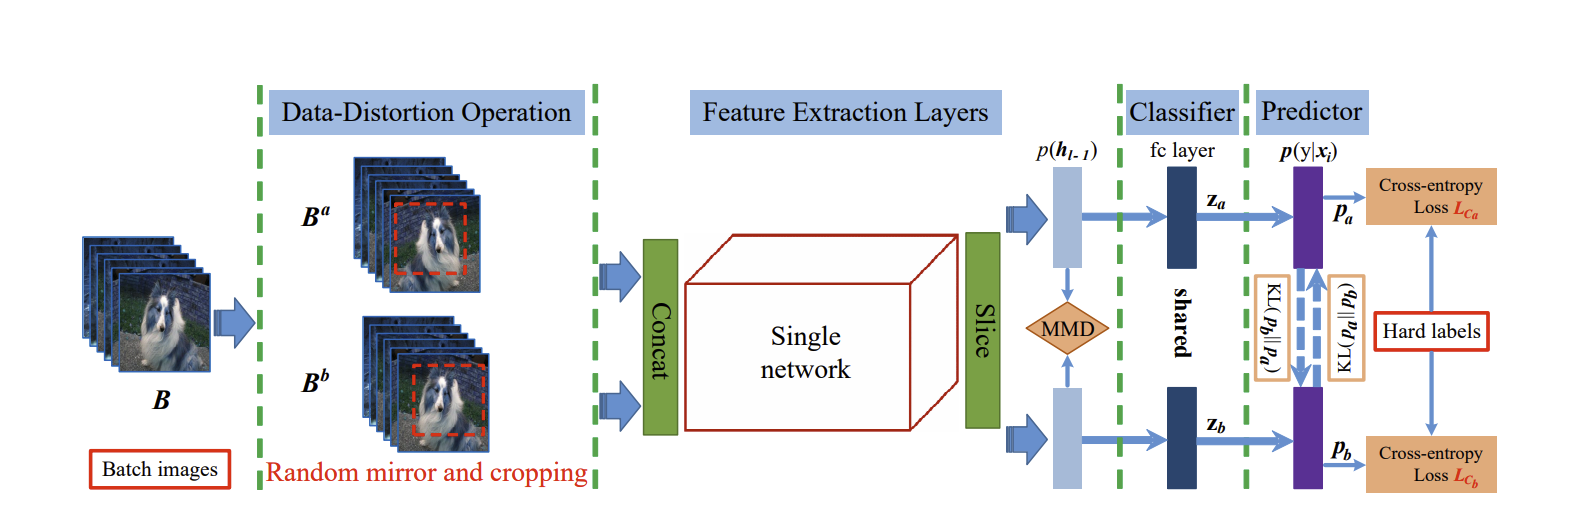 Data-Distortion Operation
Feature Extraction Layers
Classifier
Predictor
B
Batch images
B^a
B^b
Random mirror and cropping
Concat
Single
network
Slice
p(h_{l-1})
MMD
fc layer
shared
z_a
z_b
p(y|x_i)
p_a
p_b
KL(p_b||p_a)
KL(p_a||p_b)
Cross-entropy
Loss L_{C_a}
Hard labels
Cross-entropy
Loss L_{C_b}